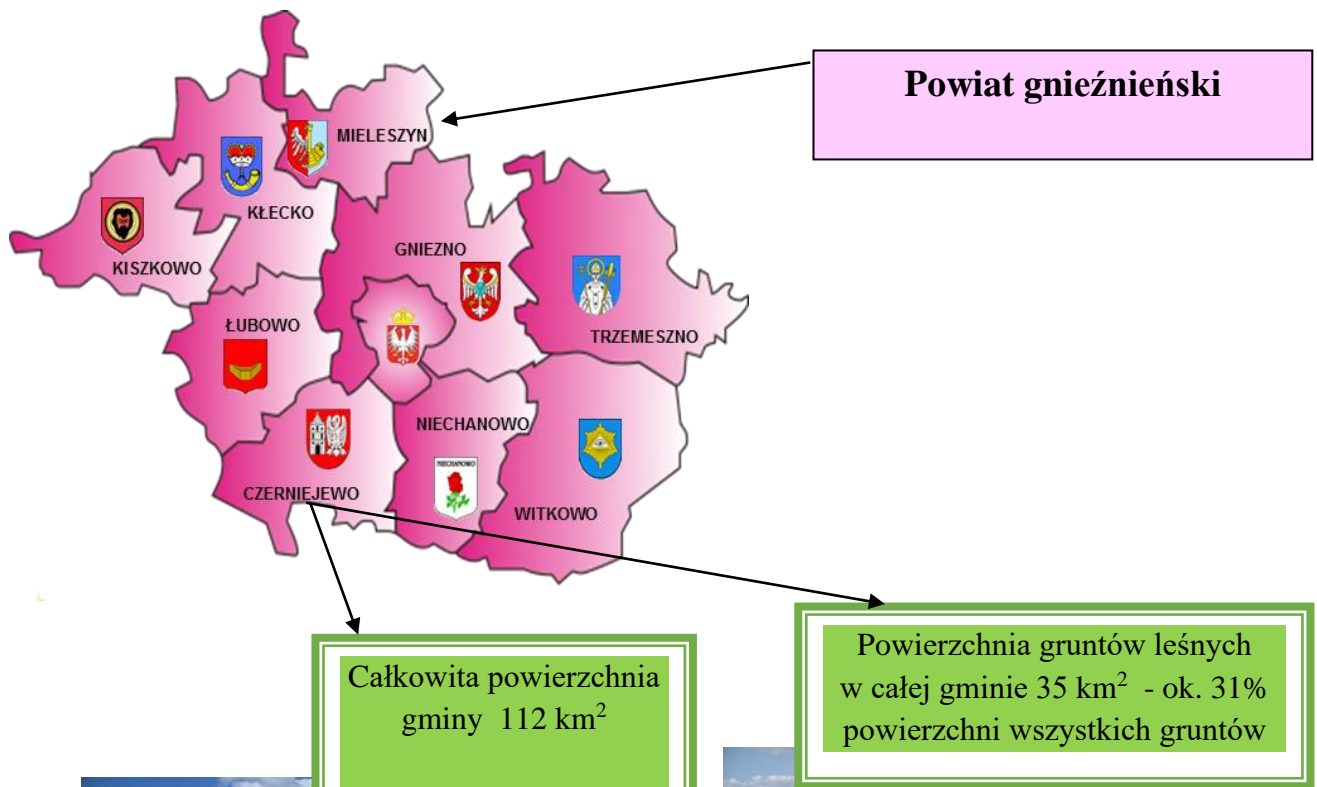 Powiat gnieźnieński
MIELESZYN
KŁECKO
KISZKOWO
GNIEZNO
ŁUBOWO
TRZEMESZNO
NIECHANOWO
NIECHANOWO
CZERNIEJEWO
WITKOWO
Całkowita powierzchnia
gminy 112 km²
Powierzchnia gruntów leśnych
w całej gminie 35 km² - ok. 31%
powierzchni wszystkich gruntów